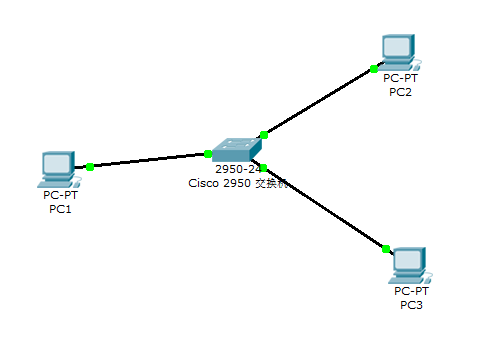 PC-PT
PC2
2950-24
Cisco 2950 交换机
PC-PT
PC1
PC-PT
PC3